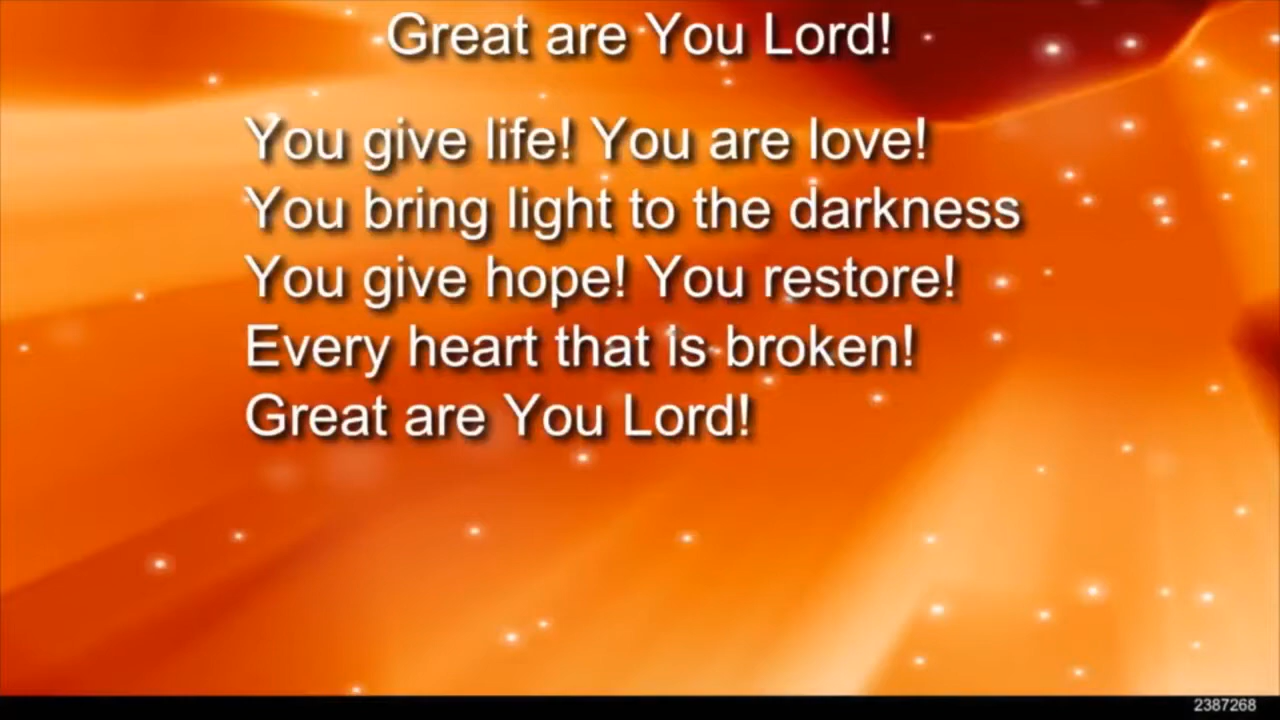 Great are You Lord!
You give life! You are love!
You bring light to the darkness
You give hope! You restore!
Every heart that is broken!
Great are You Lord!
2387268